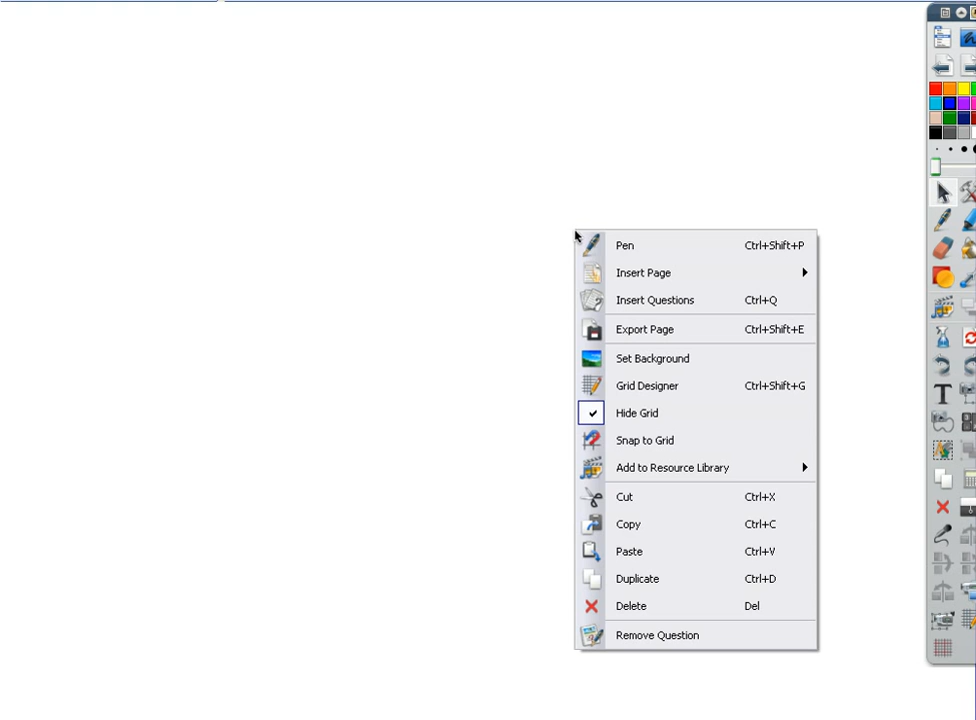 Pen Ctrl+Shift+P
Insert Page
Insert Questions Ctrl+Q
Export Page Ctrl+Shift+E
Set Background
Grid Designer Ctrl+Shift+G
Hide Grid
Snap to Grid
Add to Resource Library
Cut Ctrl+X
Copy Ctrl+C
Paste Ctrl+V
Duplicate Ctrl+D
Delete Del
Remove Question